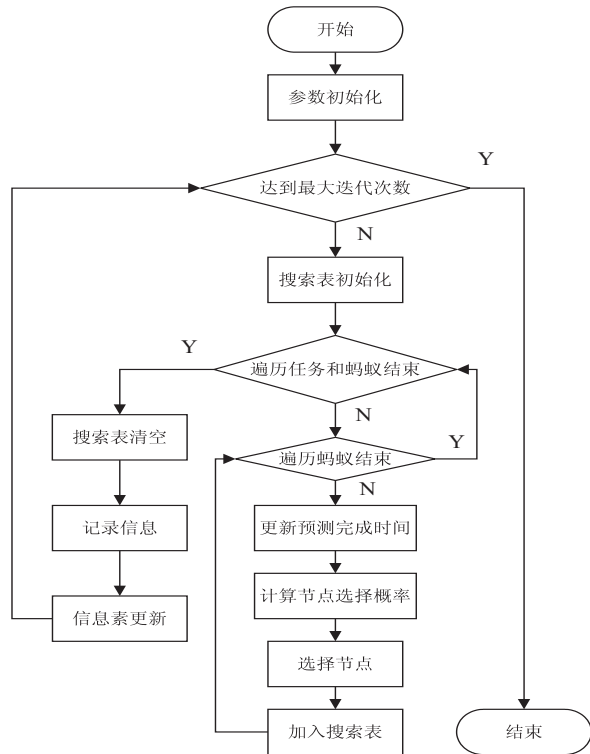 开始
参数初始化
Y
达到最大迭代次数
N
搜索表初始化
Y
遍历任务和蚂蚁结束
N
搜索表清空
Y
遍历蚂蚁结束
N
记录信息
更新预测完成时间
计算节点选择概率
信息素更新
选择节点
加入搜索表
结束